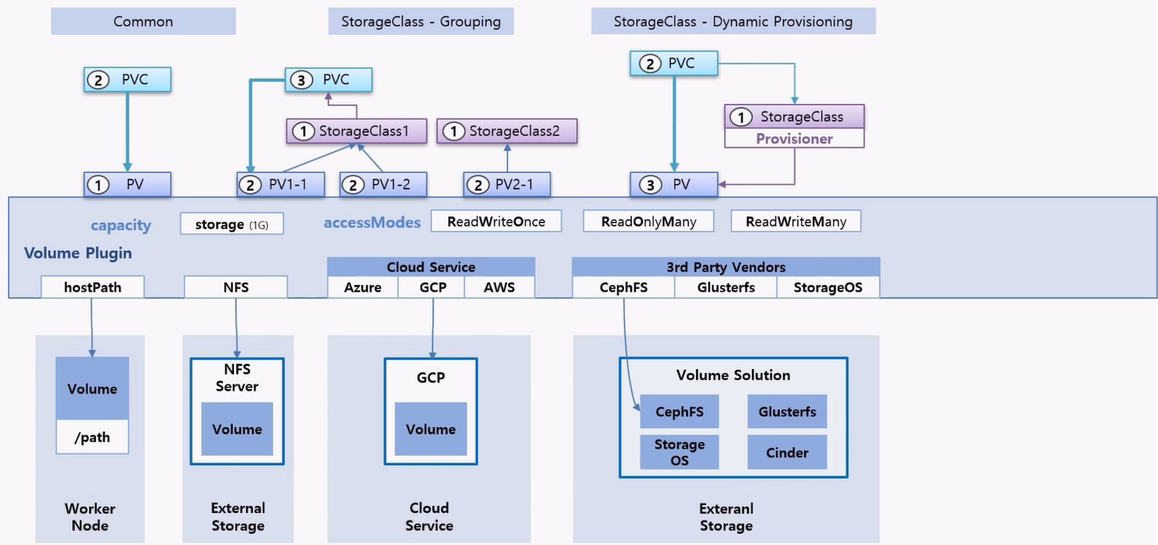 Common
StorageClass - Grouping
StorageClass - Dynamic Provisioning
2 PVC
3 PVC
2 PVC
1 StorageClass1
1 StorageClass2
1 StorageClass
Provisioner
1 PV
2 PV1-1
2 PV1-2
2 PV2-1
3 PV
capacity
storage (1G)
accessModes
ReadWriteOnce
ReadOnlyMany
ReadWriteMany
Volume Plugin
hostPath
NFS
Cloud Service
Azure
GCP
AWS
3rd Party Vendors
CephFS
Glusterfs
StorageOS
Volume
/path
Worker
Node
NFS
Server
Volume
External
Storage
GCP
Volume
Cloud
Service
Volume Solution
CephFS
Glusterfs
Storage
OS
Cinder
Exteranl
Storage